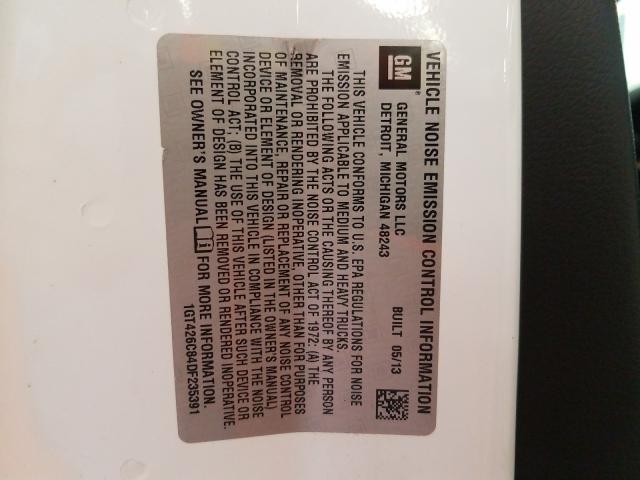 VEHICLE NOISE EMISSION CONTROL INFORMATION
GM®
GENERAL MOTORS LLC
DETROIT, MICHIGAN 48243
BUILT 05/13
THIS VEHICLE CONFORMS TO U.S. EPA REGULATIONS FOR NOISE
EMISSION APPLICABLE TO MEDIUM AND HEAVY TRUCKS.
THE FOLLOWING ACTS OR THE CAUSING THEREOF BY ANY PERSON
ARE PROHIBITED BY THE NOISE CONTROL ACT OF 1972: (A) THE
REMOVAL OR RENDERING INOPERATIVE, OTHER THAN FOR PURPOSES
OF MAINTENANCE, REPAIR OR REPLACEMENT OF ANY NOISE CONTROL
DEVICE OR ELEMENT OF DESIGN (LISTED IN THE OWNER'S MANUAL)
INCORPORATED INTO THIS VEHICLE IN COMPLIANCE WITH THE NOISE
CONTROL ACT; (B) THE USE OF THIS VEHICLE AFTER SUCH DEVICE OR
ELEMENT OF DESIGN HAS BEEN REMOVED OR RENDERED INOPERATIVE.
SEE OWNER'S MANUAL i FOR MORE INFORMATION.
1GT426C84DF235391